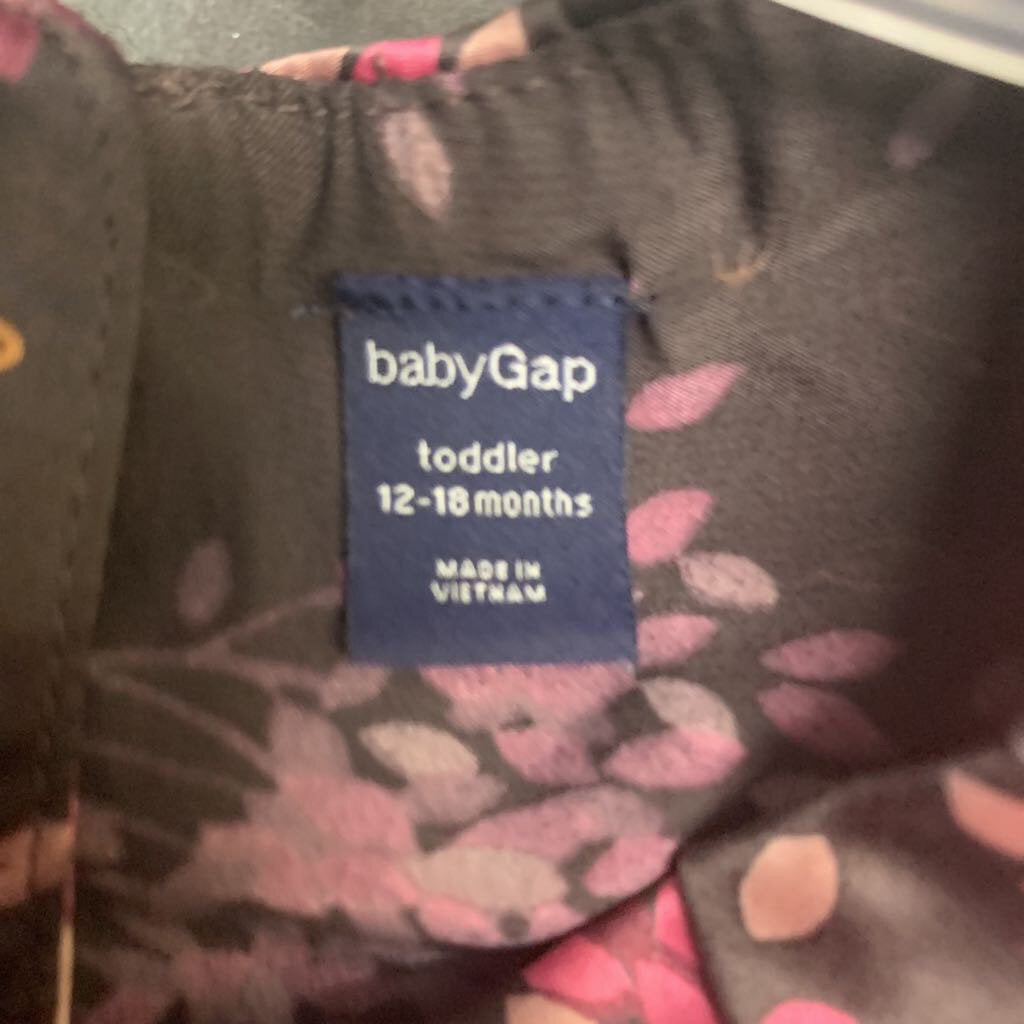 babyGap
toddler
12-18 months
MADE IN
VIETNAM